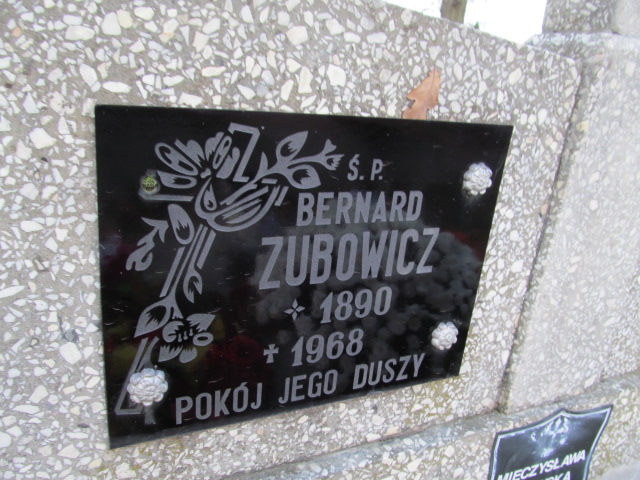 Z
Ś. P.
BERNARD
ZUBOWICZ
1890
✝ 1968
POKÓJ JEGO DUSZY
MIECZYSŁAWA